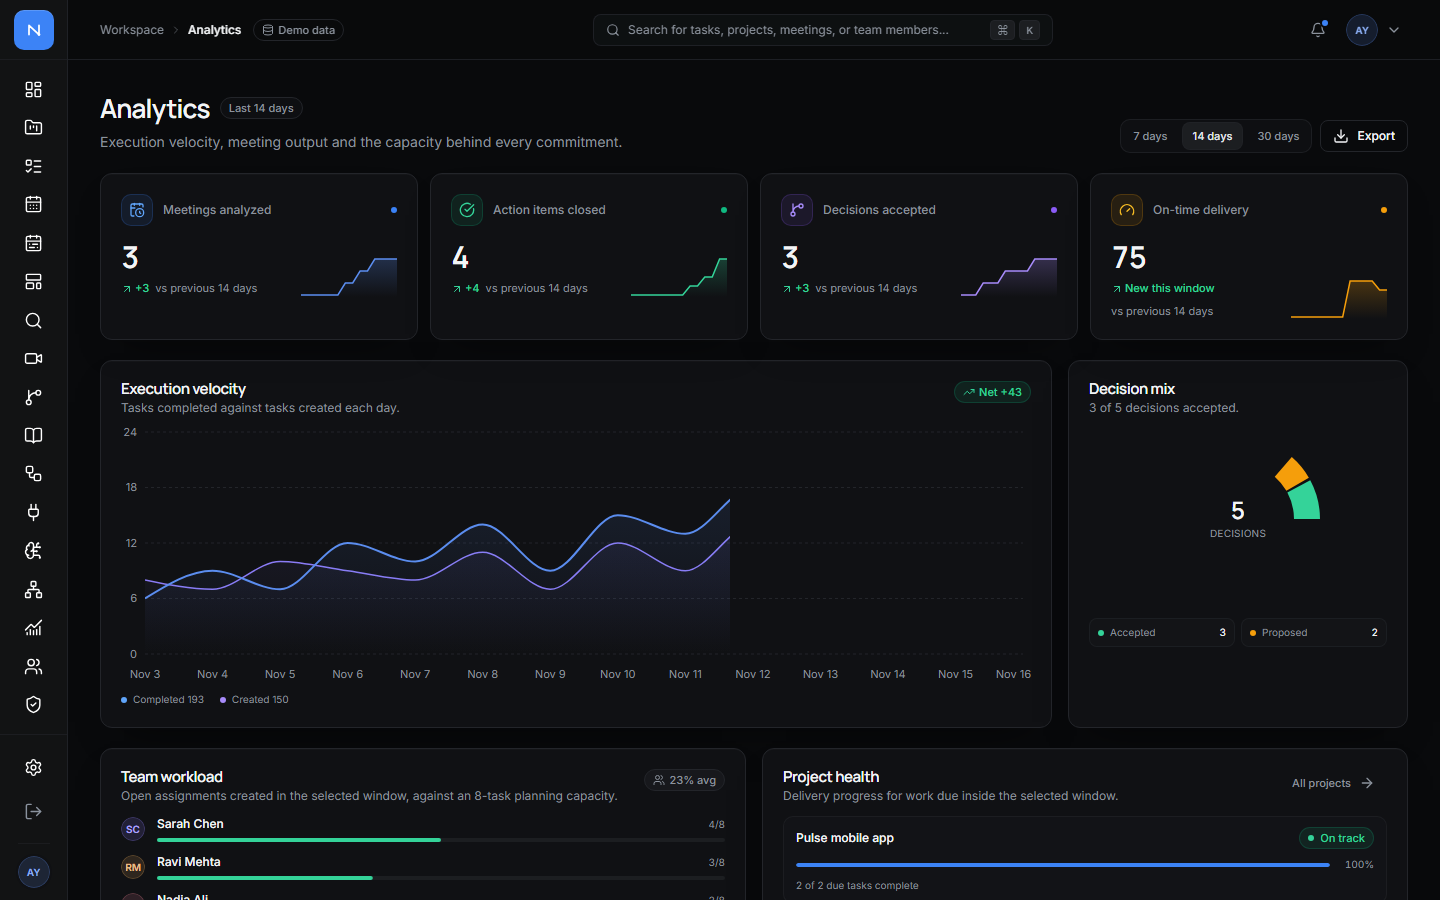 Workspace > Analytics Demo data
Search for tasks, projects, meetings, or team members... ⌘ K
AY
Analytics Last 14 days
Execution velocity, meeting output and the capacity behind every commitment.
7 days 14 days 30 days Export
Meetings analyzed
3
+3 vs previous 14 days
Action items closed
4
+4 vs previous 14 days
Decisions accepted
3
+3 vs previous 14 days
On-time delivery
75
New this window
vs previous 14 days
Execution velocity
Tasks completed against tasks created each day.
Net +43
24
18
12
6
0
Nov 3 Nov 4 Nov 5 Nov 6 Nov 7 Nov 8 Nov 9 Nov 10 Nov 11 Nov 12 Nov 13 Nov 14 Nov 15 Nov 16
Completed 193 Created 150
Decision mix
3 of 5 decisions accepted.
5
DECISIONS
Accepted 3
Proposed 2
Team workload
Open assignments created in the selected window, against an 8-task planning capacity.
23% avg
SC Sarah Chen 4/8
RM Ravi Mehta 3/8
Nadia Ali
Project health
Delivery progress for work due inside the selected window.
All projects
Pulse mobile app On track
100%
2 of 2 due tasks complete
AY